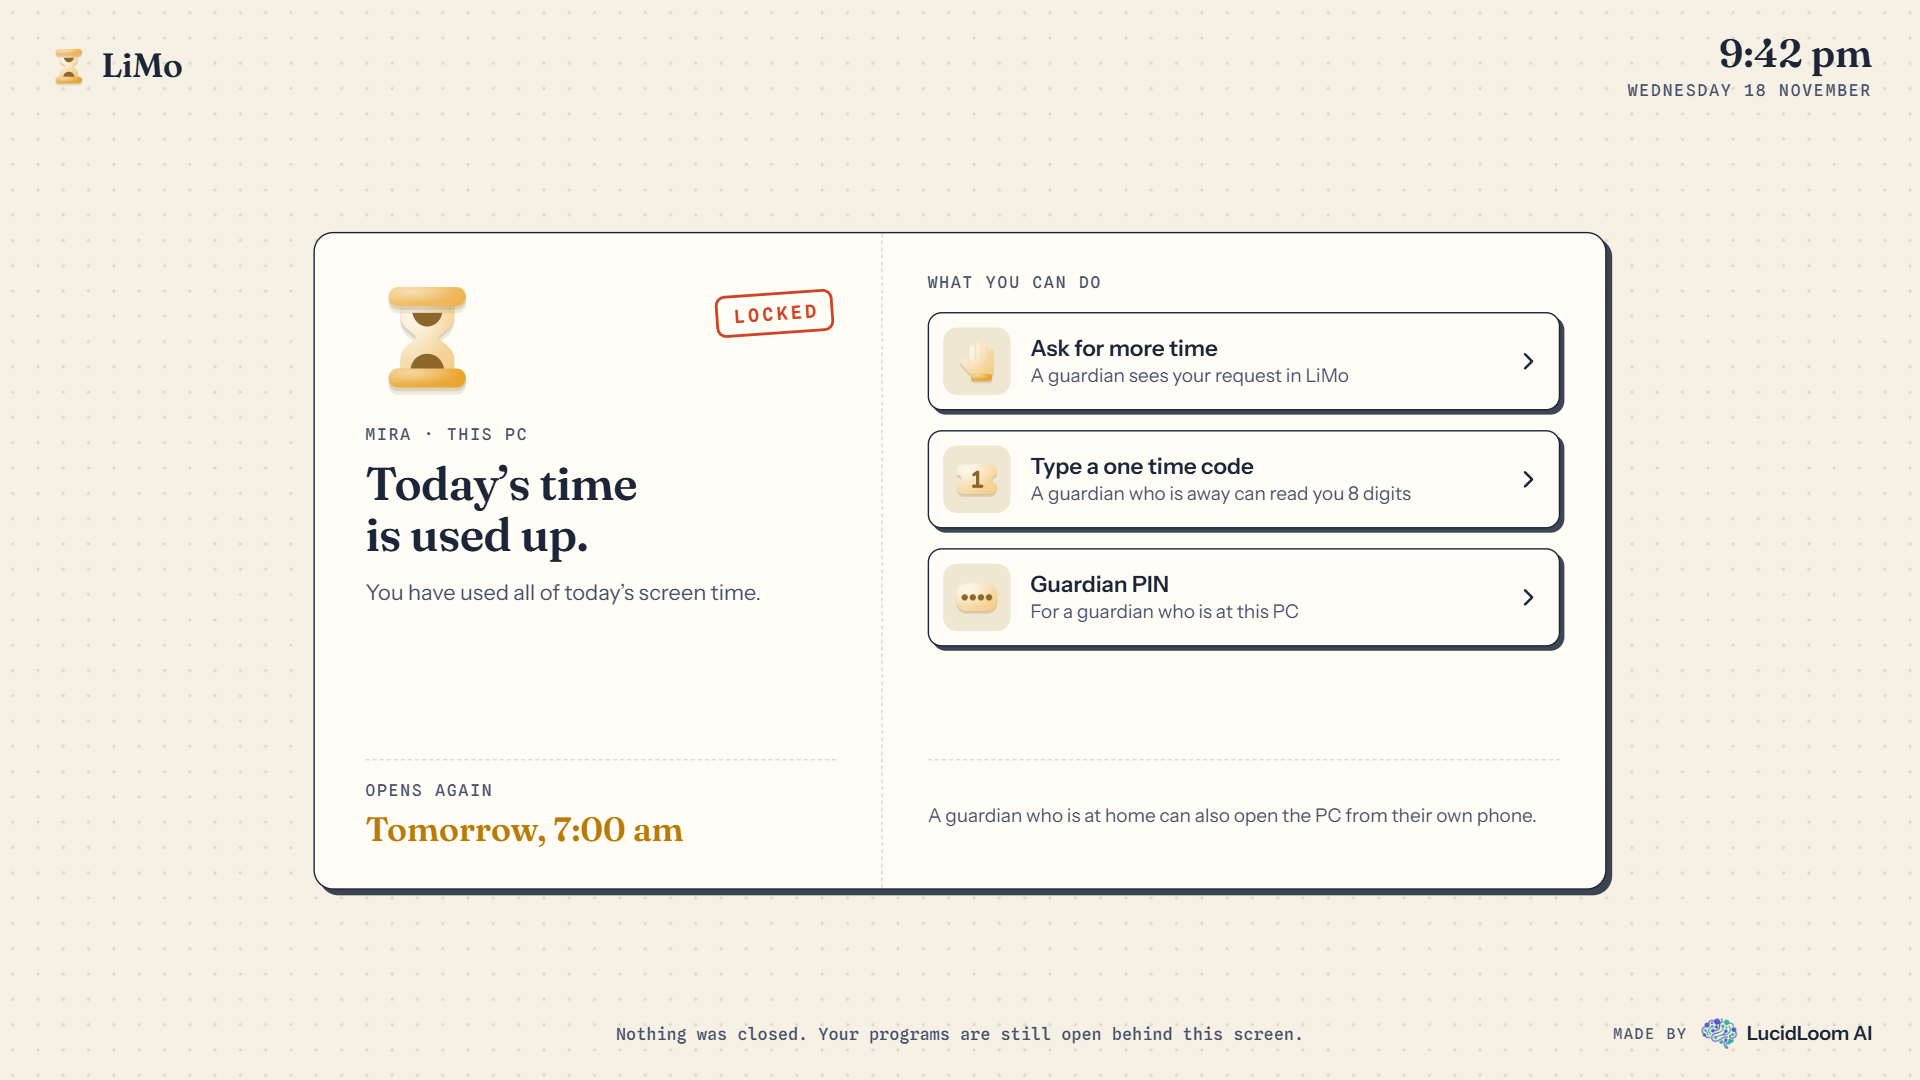 LiMo
9:42 pm
WEDNESDAY 18 NOVEMBER
LOCKED
MIRA · THIS PC
Today’s time
is used up.
You have used all of today’s screen time.
OPENS AGAIN
Tomorrow, 7:00 am
WHAT YOU CAN DO
Ask for more time
A guardian sees your request in LiMo
1
Type a one time code
A guardian who is away can read you 8 digits
Guardian PIN
For a guardian who is at this PC
A guardian who is at home can also open the PC from their own phone.
Nothing was closed. Your programs are still open behind this screen.
MADE BY LucidLoom AI